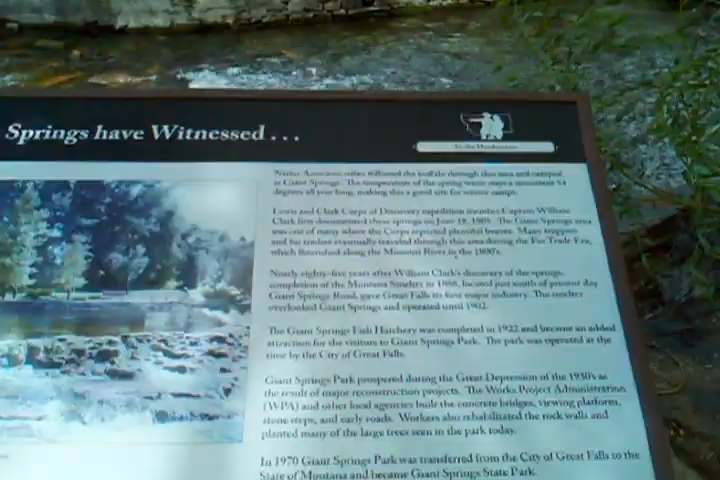 Springs have Witnessed . . .
Native American tribes followed the buffalo through this area and camped
at Giant Springs. The temperature of the spring water stays a constant 54
degrees all year long, making this a good site for winter camps.
Lewis and Clark Corps of Discovery expedition member Captain William
Clark first documented these springs on June 18, 1805. The Giant Springs area
was one of many where the Corps reported plentiful beaver. Many trappers
and fur traders eventually traveled through this area during the Fur Trade Era,
which flourished along the Missouri River in the 1800's.
Nearly eighty-five years after William Clark's discovery of the springs,
completion of the Montana Smelters in 1888, located just south of present day
Giant Springs Road, gave Great Falls its first major industry. The smelter
overlooked Giant Springs and operated until 1902.
The Giant Springs Fish Hatchery was completed in 1922 and became an added
attraction for the visitors to Giant Springs Park. The park was operated at the
time by the City of Great Falls.
Giant Springs Park prospered during the Great Depression of the 1930's as
the result of major reconstruction projects. The Works Project Administration
(WPA) and other local agencies built the concrete bridges, viewing platform,
stone steps, and early roads. Workers also rehabilitated the rock walls and
planted many of the large trees seen in the park today.
In 1970 Giant Springs Park was transferred from the City of Great Falls to the
State of Montana and became Giant Springs State Park.